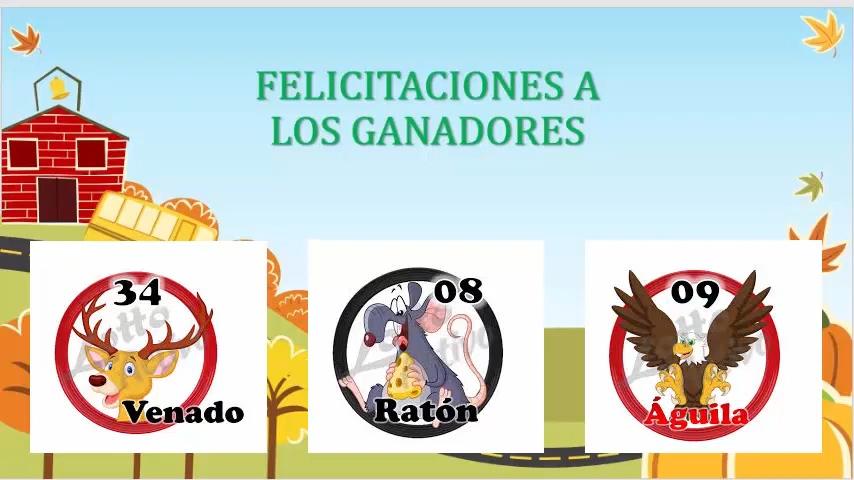 FELICITACIONES A
LOS GANADORES
34
Venado
08
Ratón
09
Águila